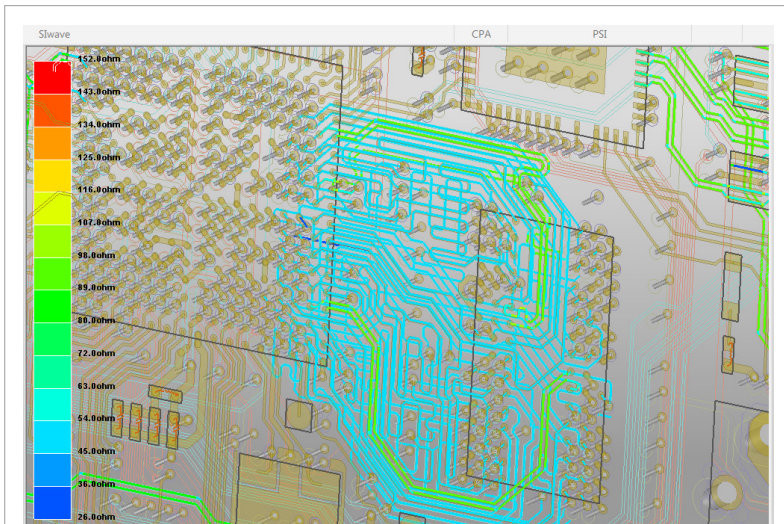 SIwave CPA PSI
152.0ohm
143.0ohm
134.0ohm
125.0ohm
116.0ohm
107.0ohm
98.0ohm
89.0ohm
80.0ohm
72.0ohm
63.0ohm
54.0ohm
45.0ohm
36.0ohm
26.0ohm